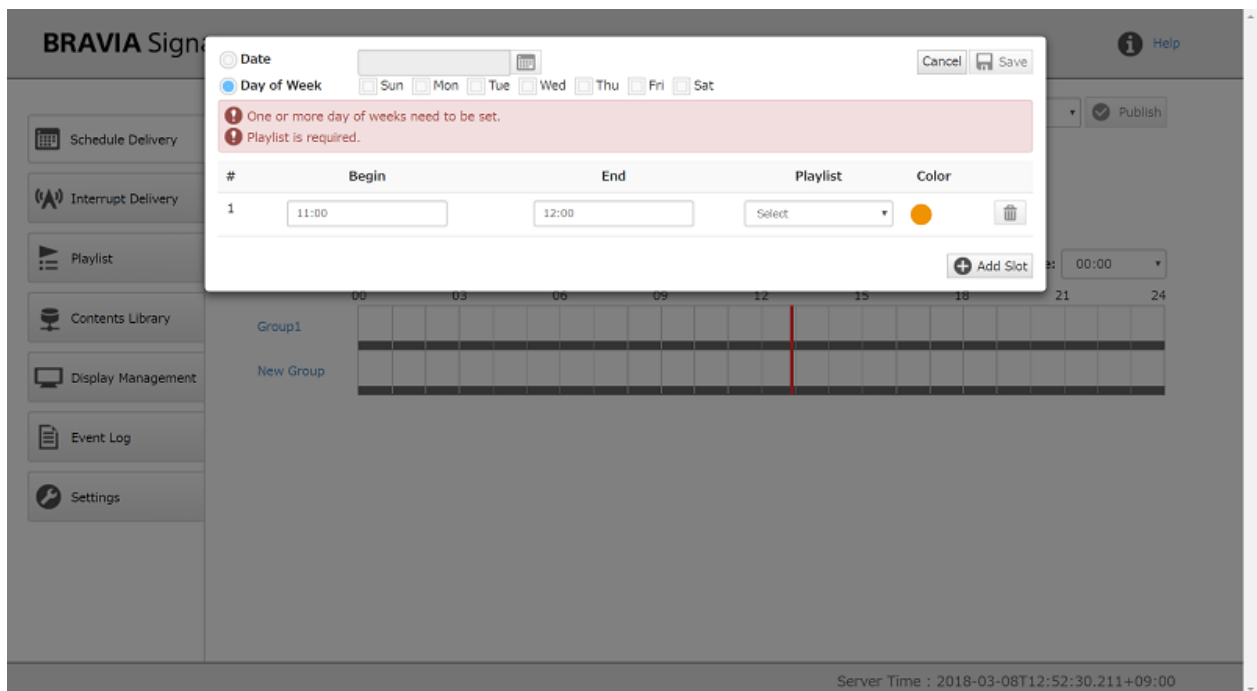 BRAVIA Signa
Help
Date
Cancel
Save
Day of Week
Sun Mon Tue Wed Thu Fri Sat
One or more day of weeks need to be set.
Playlist is required.
Publish
# Begin End Playlist Color
1 11:00 12:00 Select
Add Slot
Schedule Delivery
Interrupt Delivery
Playlist
Contents Library
Display Management
Event Log
Settings
00:00
00 03 06 09 12 15 18 21 24
Group1
New Group
Server Time : 2018-03-08T12:52:30.211+09:00